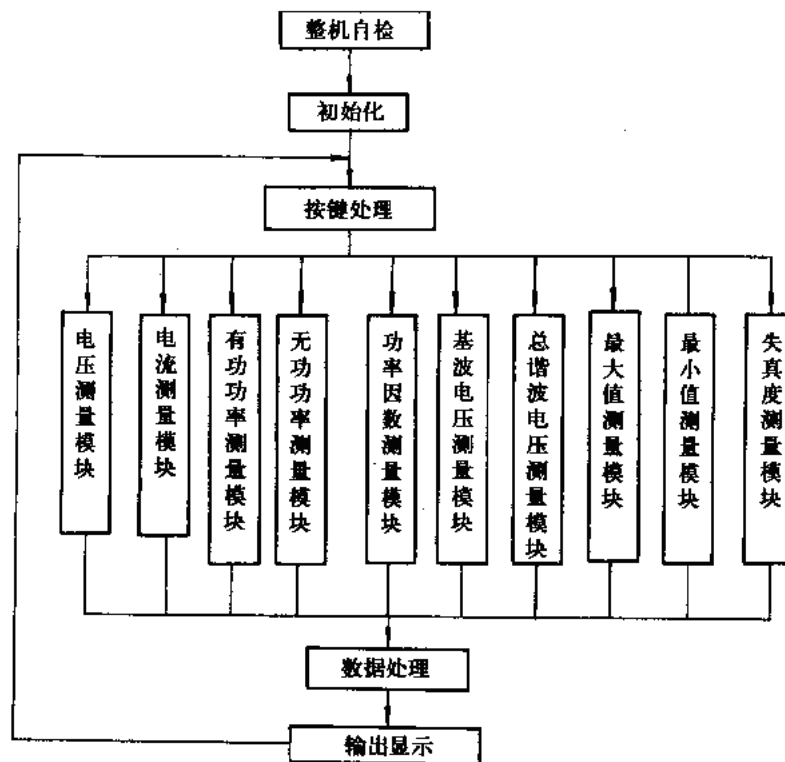 整机自检
初始化
按键处理
电压测量模块
电流测量模块
有功功率测量模块
无功功率测量模块
功率因数测量模块
基波电压测量模块
总谐波电压测量模块
最大值测量模块
最小值测量模块
失真度测量模块
数据处理
输出显示